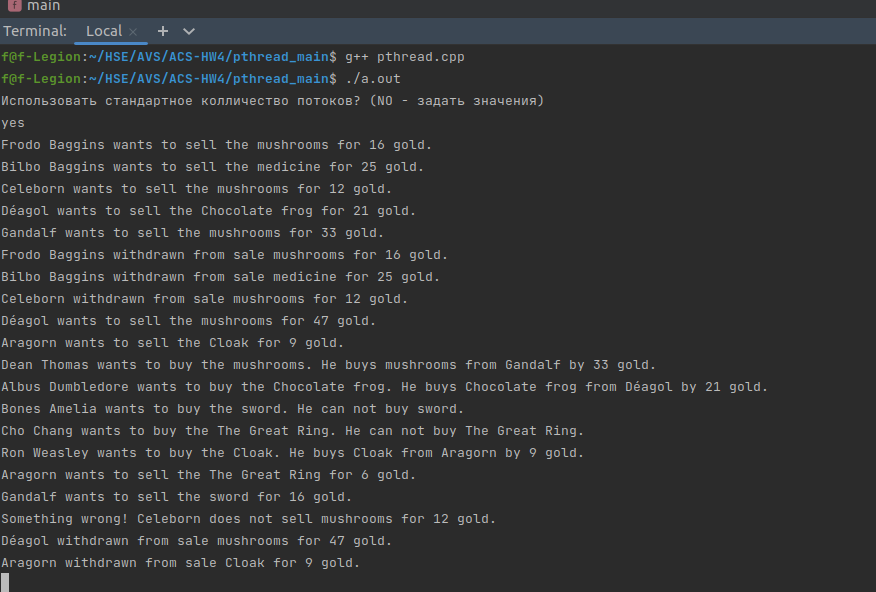 f main
Terminal: Local × +
f@f-Legion:~/HSE/AVS/ACS-HW4/pthread_main$ g++ pthread.cpp
f@f-Legion:~/HSE/AVS/ACS-HW4/pthread_main$ ./a.out
Использовать стандартное колличество потоков? (NO - задать значения)
yes
Frodo Baggins wants to sell the mushrooms for 16 gold.
Bilbo Baggins wants to sell the medicine for 25 gold.
Celeborn wants to sell the mushrooms for 12 gold.
Déagol wants to sell the Chocolate frog for 21 gold.
Gandalf wants to sell the mushrooms for 33 gold.
Frodo Baggins withdrawn from sale mushrooms for 16 gold.
Bilbo Baggins withdrawn from sale medicine for 25 gold.
Celeborn withdrawn from sale mushrooms for 12 gold.
Déagol wants to sell the mushrooms for 47 gold.
Aragorn wants to sell the Cloak for 9 gold.
Dean Thomas wants to buy the mushrooms. He buys mushrooms from Gandalf by 33 gold.
Albus Dumbledore wants to buy the Chocolate frog. He buys Chocolate frog from Déagol by 21 gold.
Bones Amelia wants to buy the sword. He can not buy sword.
Cho Chang wants to buy the The Great Ring. He can not buy The Great Ring.
Ron Weasley wants to buy the Cloak. He buys Cloak from Aragorn by 9 gold.
Aragorn wants to sell the The Great Ring for 6 gold.
Gandalf wants to sell the sword for 16 gold.
Something wrong! Celeborn does not sell mushrooms for 12 gold.
Déagol withdrawn from sale mushrooms for 47 gold.
Aragorn withdrawn from sale Cloak for 9 gold.